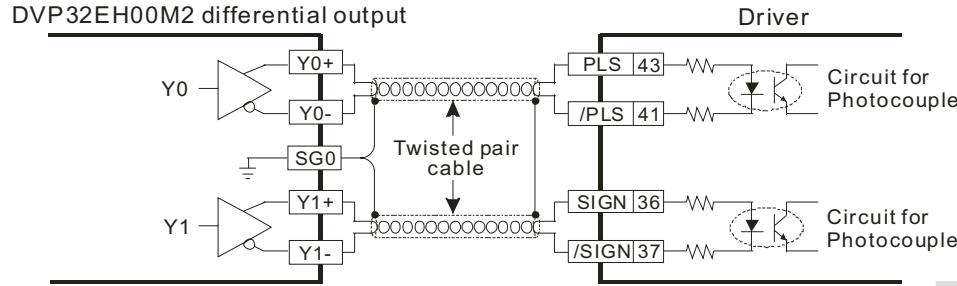 DVP32EH00M2 differential output
Driver
Y0
Y0+
Y0-
SG0
Y1
Y1+
Y1-
Twisted pair
cable
PLS 43
/PLS 41
SIGN 36
/SIGN 37
Circuit for
Photocouple
Circuit for
Photocouple